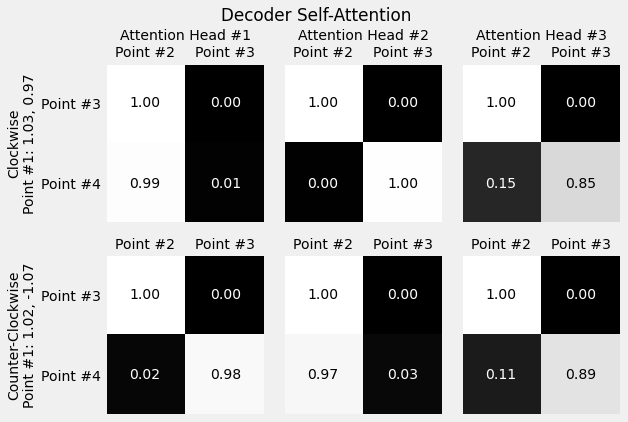 Decoder Self-Attention
Attention Head #1 Attention Head #2 Attention Head #3
Point #2 Point #3 Point #2 Point #3 Point #2 Point #3
Clockwise
Point #1: 1.03, 0.97
Point #3 1.00 0.00 1.00 0.00 1.00 0.00
Point #4 0.99 0.01 0.00 1.00 0.15 0.85
Point #2 Point #3 Point #2 Point #3 Point #2 Point #3
Counter-Clockwise
Point #1: 1.02, -1.07
Point #3 1.00 0.00 1.00 0.00 1.00 0.00
Point #4 0.02 0.98 0.97 0.03 0.11 0.89